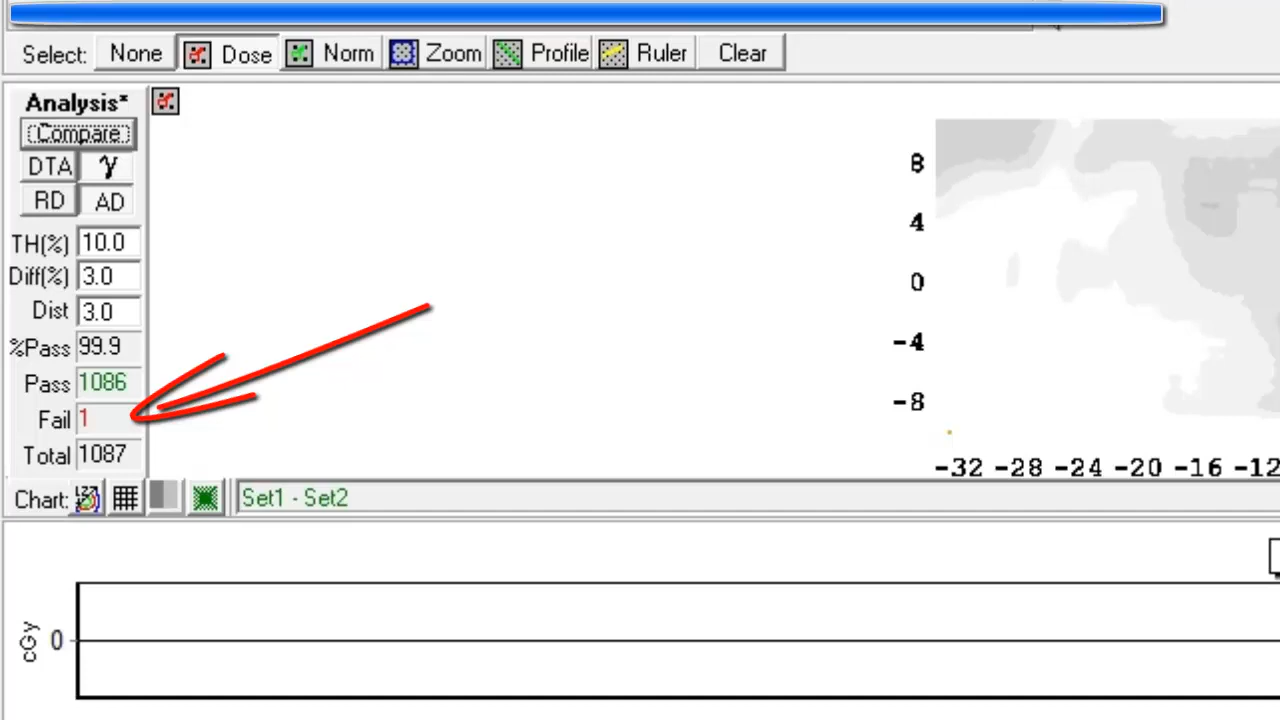 Select: None Dose Norm Zoom Profile Ruler Clear
Analysis*
Compare
DTA γ
RD AD
TH(%) 10.0
Diff(%) 3.0
Dist 3.0
%Pass 99.9
Pass 1086
Fail 1
Total 1087
8
4
0
-4
-8
-32 -28 -24 -20 -16 -12
Chart: Set1 - Set2
cGy 0